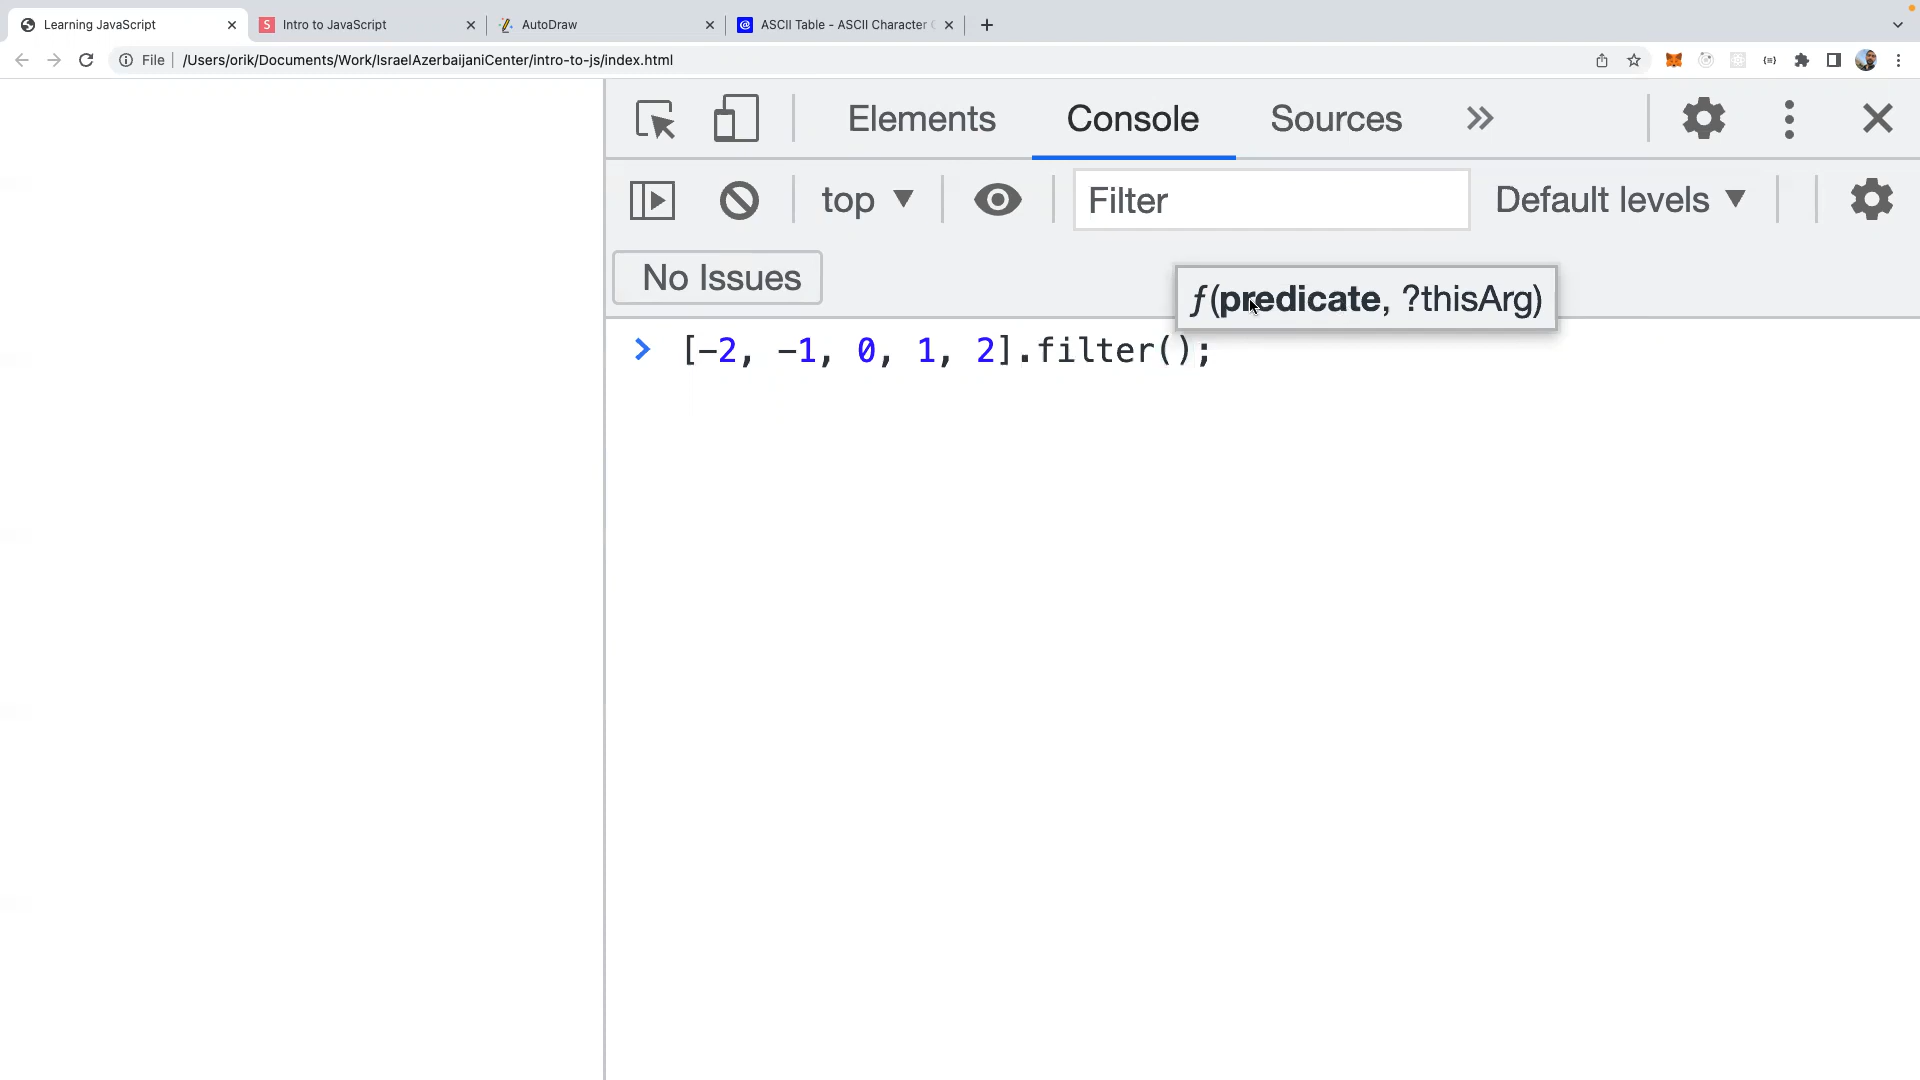 Learning JavaScript
Intro to JavaScript
AutoDraw
ASCII Table - ASCII Character
File
/Users/orik/Documents/Work/IsraelAzerbaijaniCenter/intro-to-js/index.html
Elements
Console
Sources
top
Filter
Default levels
No Issues
ƒ(predicate, ?thisArg)
> [-2, -1, 0, 1, 2].filter();